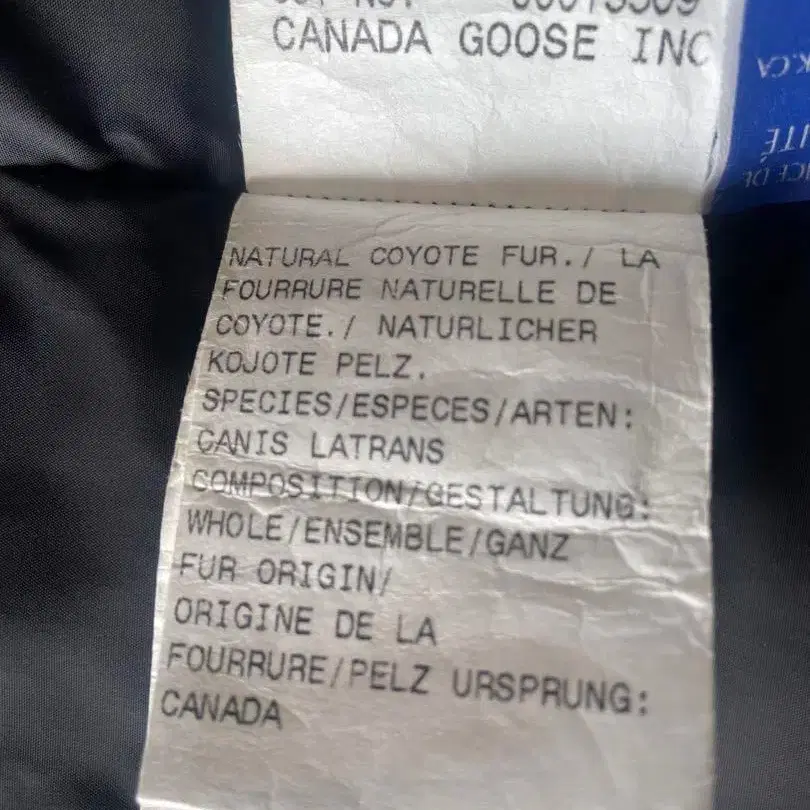 CANADA GOOSE INC
NATURAL COYOTE FUR./ LA
FOURRURE NATURELLE DE
COYOTE./ NATURLICHER
KOJOTE PELZ.
SPECIES/ESPECES/ARTEN:
CANIS LATRANS
COMPOSITION/GESTALTUNG:
WHOLE/ENSEMBLE/GANZ
FUR ORIGIN/
ORIGINE DE LA
FOURRURE/PELZ URSPRUNG:
CANADA